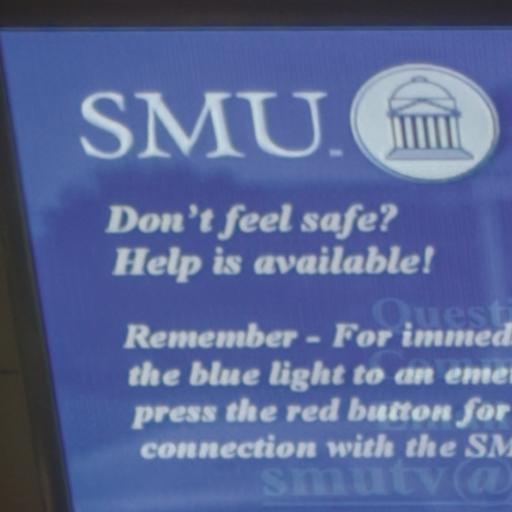 SMU
Don't feel safe?
Help is available!
Remember - For immed
the blue light to an eme
press the red button for
connection with the SM
smutv@